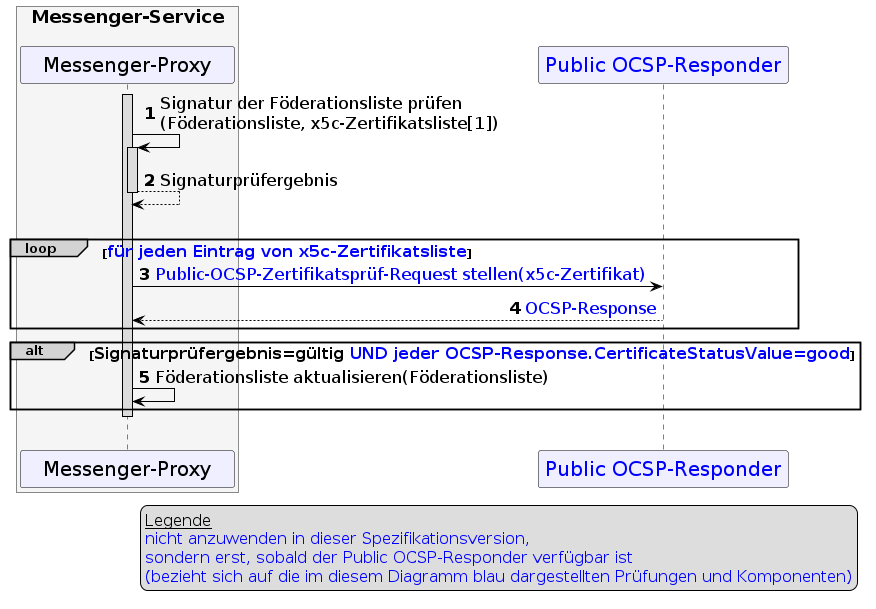 Messenger-Service
Messenger-Proxy
Public OCSP-Responder
1 Signatur der Föderationsliste prüfen
(Föderationsliste, x5c-Zertifikatsliste[1])
2 Signaturprüfergebnis
loop [für jeden Eintrag von x5c-Zertifikatsliste]
3 Public-OCSP-Zertifikatsprüf-Request stellen(x5c-Zertifikat)
4 OCSP-Response
alt [Signaturprüfergebnis=gültig UND jeder OCSP-Response.CertificateStatusValue=good]
5 Föderationsliste aktualisieren(Föderationsliste)
Messenger-Proxy
Public OCSP-Responder
Legende
nicht anzuwenden in dieser Spezifikationsversion,
sondern erst, sobald der Public OCSP-Responder verfügbar ist
(bezieht sich auf die im diesem Diagramm blau dargestellten Prüfungen und Komponenten)